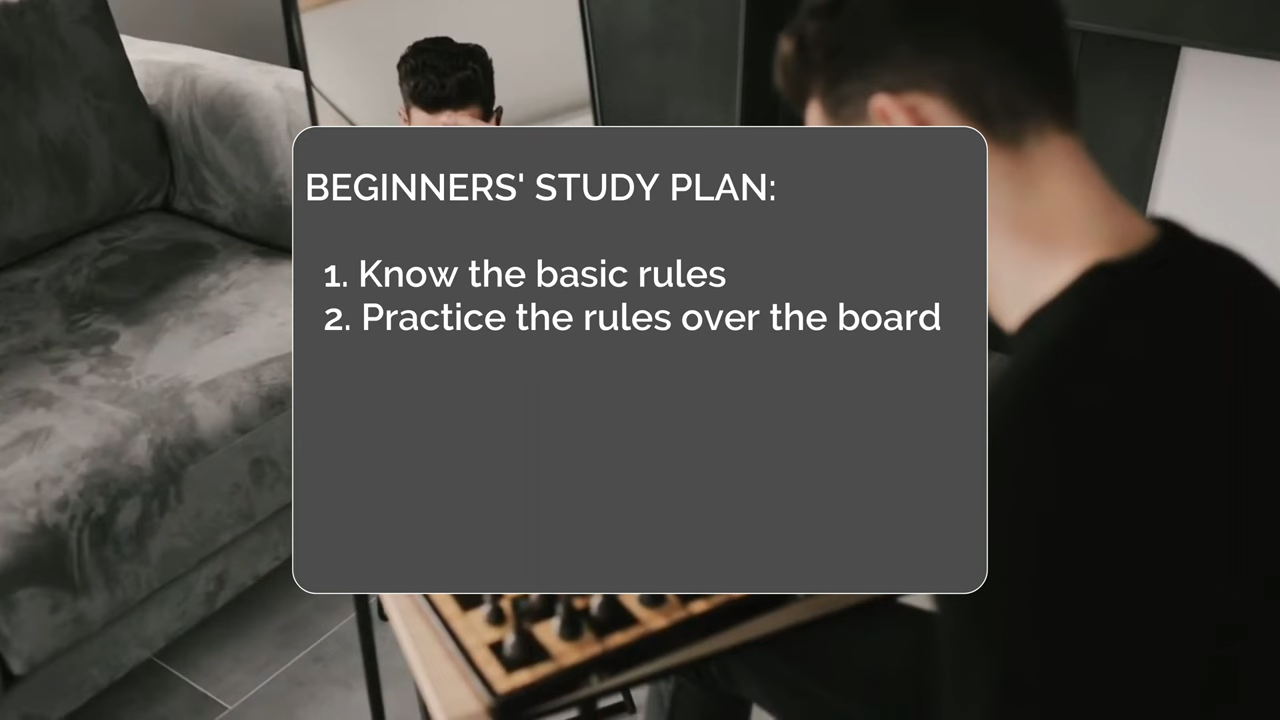 BEGINNERS' STUDY PLAN:
1. Know the basic rules
2. Practice the rules over the board